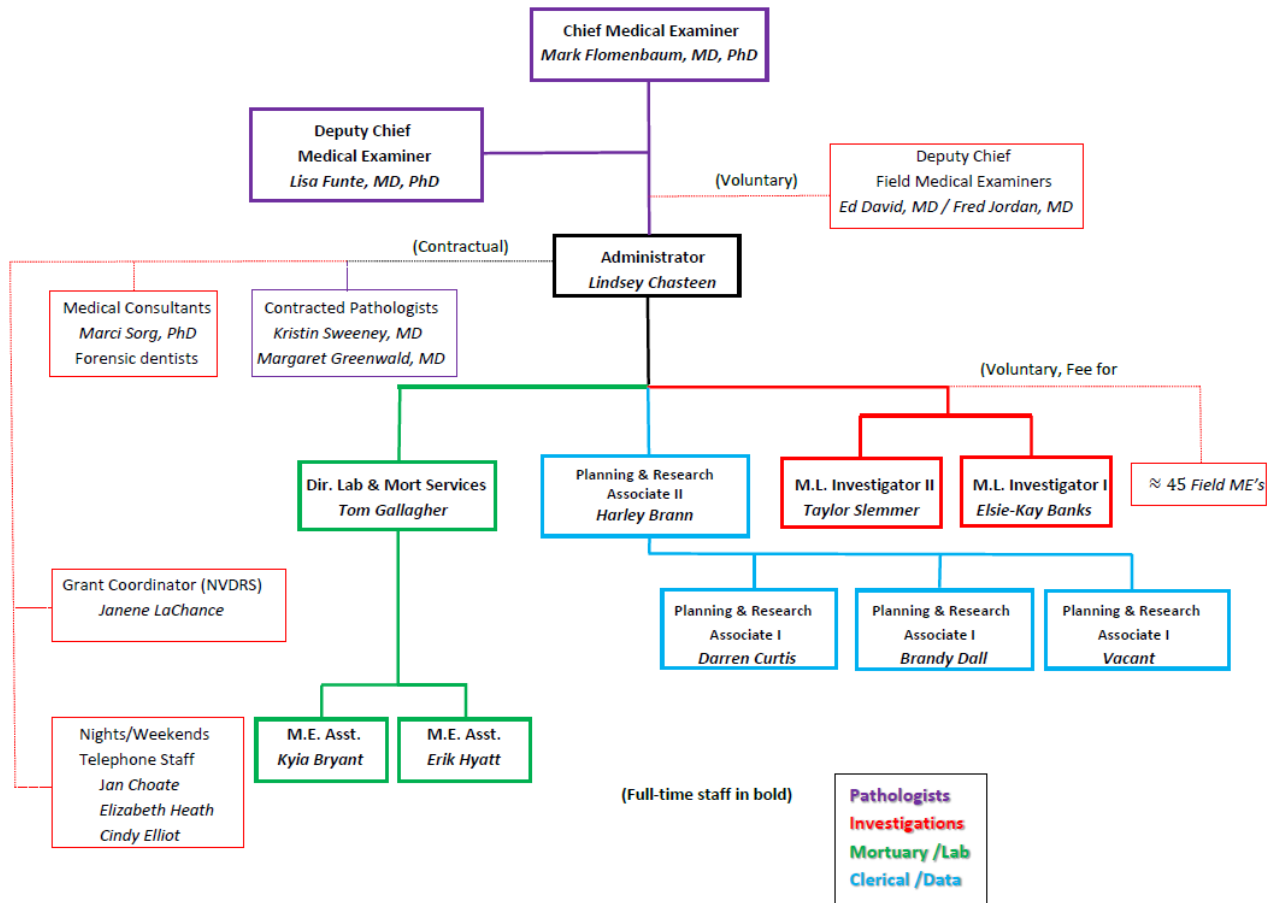 Chief Medical Examiner
Mark Flomenbaum, MD, PhD
Deputy Chief
Medical Examiner
Lisa Funte, MD, PhD
(Voluntary)
Deputy Chief
Field Medical Examiners
Ed David, MD / Fred Jordan, MD
(Contractual)
Administrator
Lindsey Chasteen
Medical Consultants
Marci Sorg, PhD
Forensic dentists
Contracted Pathologists
Kristin Sweeney, MD
Margaret Greenwald, MD
(Voluntary, Fee for
Dir. Lab & Mort Services
Tom Gallagher
Planning & Research
Associate II
Harley Brann
M.L. Investigator II
Taylor Slemmer
M.L. Investigator I
Elsie-Kay Banks
≈ 45 Field ME's
Grant Coordinator (NVDRS)
Janene LaChance
Planning & Research
Associate I
Darren Curtis
Planning & Research
Associate I
Brandy Dall
Planning & Research
Associate I
Vacant
Nights/Weekends
Telephone Staff
Jan Choate
Elizabeth Heath
Cindy Elliot
M.E. Asst.
Kyia Bryant
M.E. Asst.
Erik Hyatt
(Full-time staff in bold)
Pathologists
Investigations
Mortuary /Lab
Clerical /Data